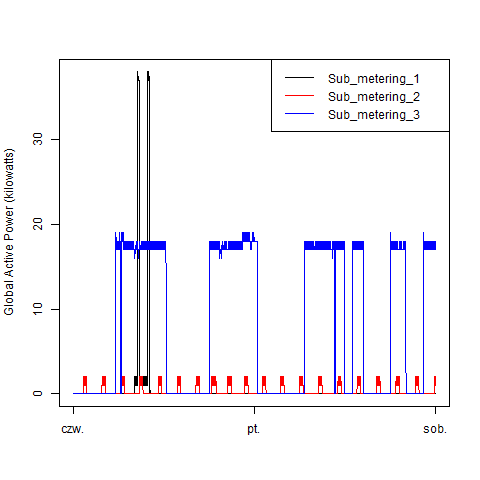 Sub_metering_1
Sub_metering_2
Sub_metering_3
Global Active Power (kilowatts)
30
20
10
0
czw. pt. sob.